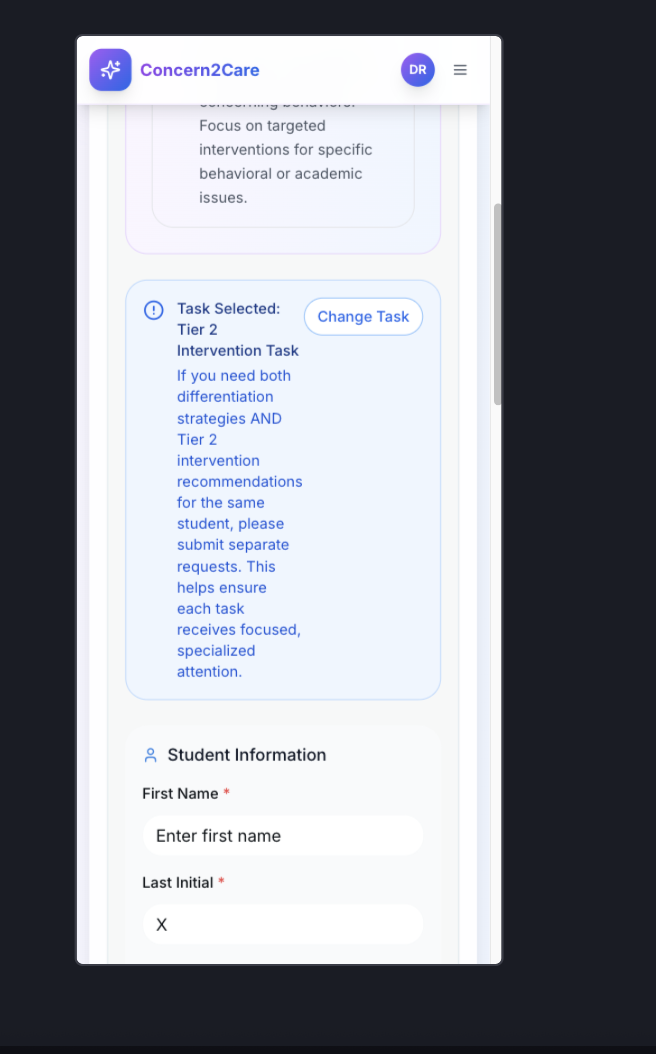 Concern2Care
DR
concerning behaviors.
Focus on targeted
interventions for specific
behavioral or academic
issues.
Task Selected:
Tier 2
Intervention Task
Change Task
If you need both
differentiation
strategies AND
Tier 2
intervention
recommendations
for the same
student, please
submit separate
requests. This
helps ensure
each task
receives focused,
specialized
attention.
Student Information
First Name *
Enter first name
Last Initial *
X